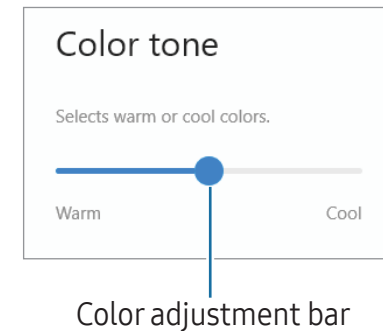 Color tone
Selects warm or cool colors.
Warm Cool
Color adjustment bar